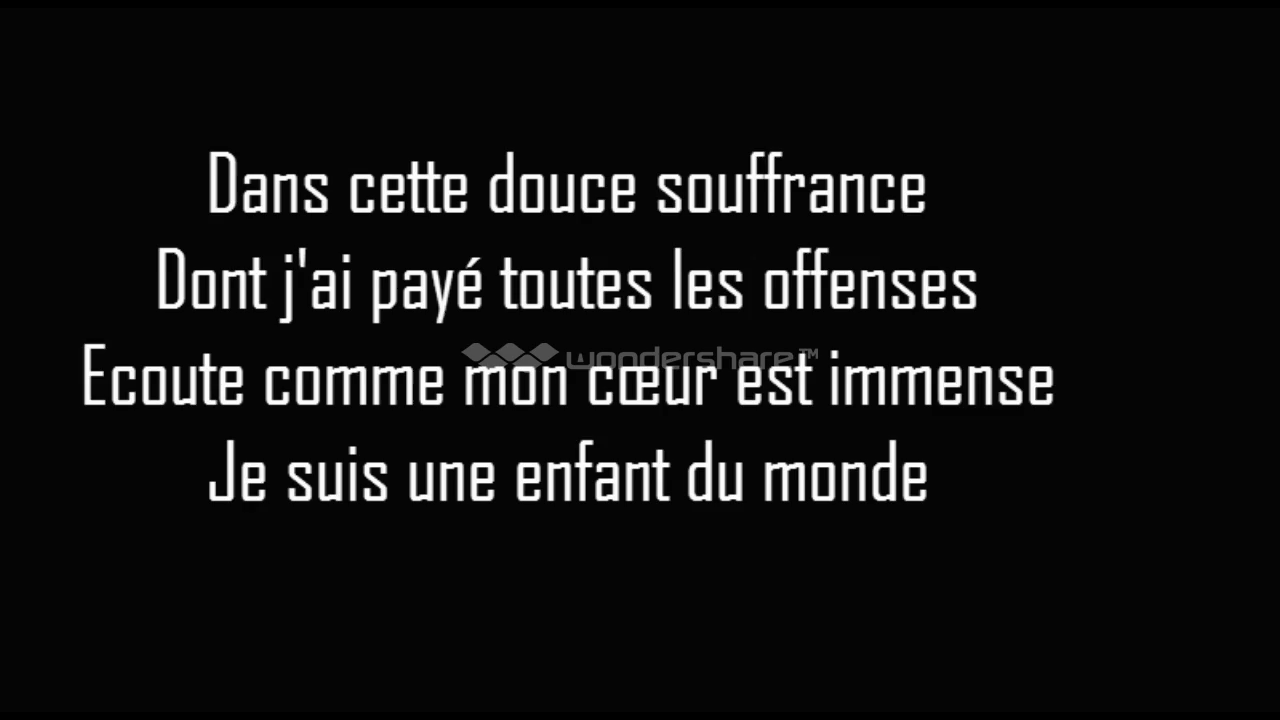 Dans cette douce souffrance
Dont j'ai payé toutes les offenses
wondershare™
Ecoute comme mon cœur est immense
Je suis une enfant du monde